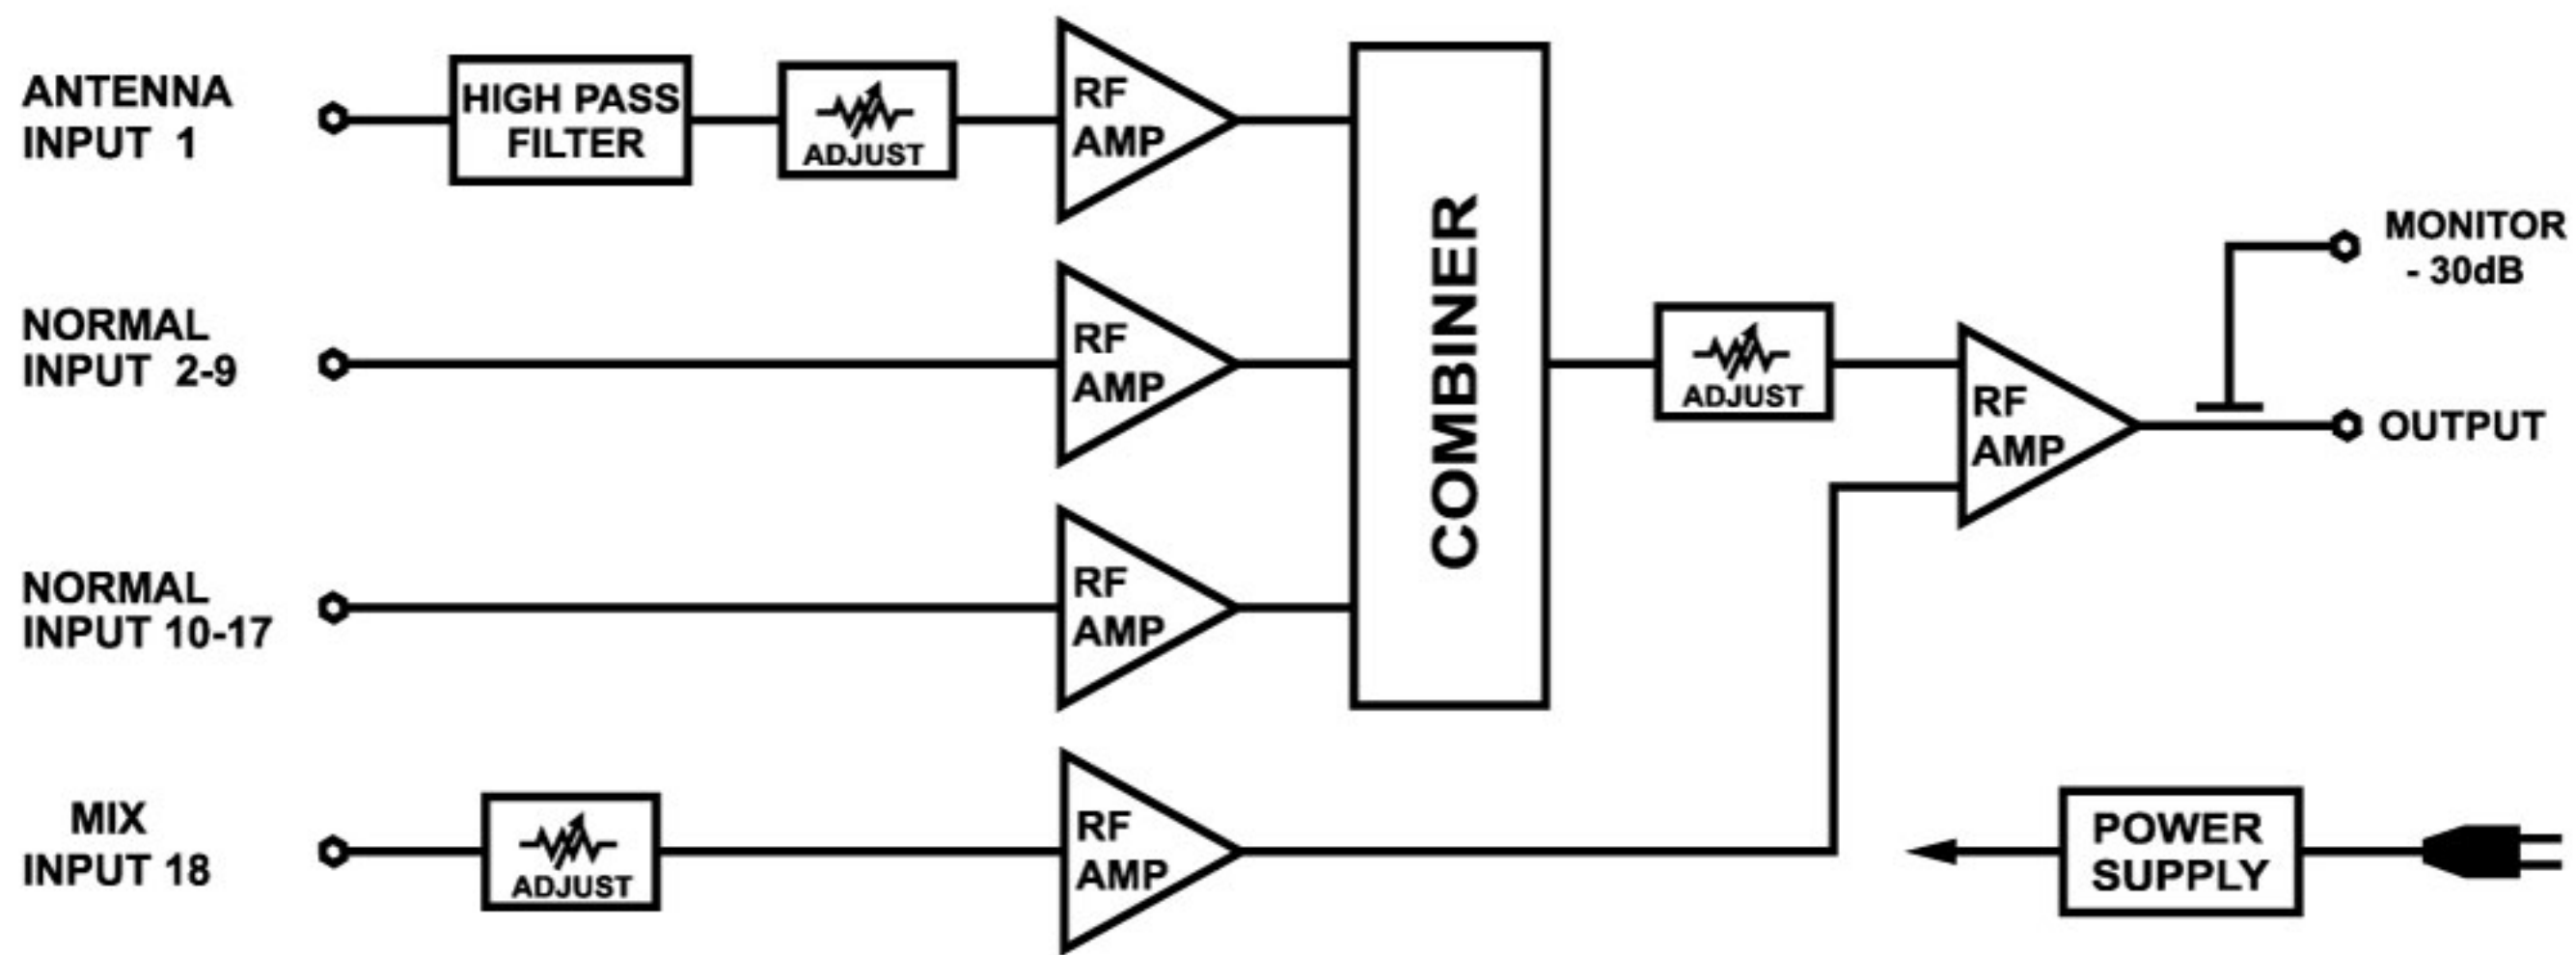 ANTENNA
INPUT 1
HIGH PASS
FILTER
ADJUST
RF
AMP
NORMAL
INPUT 2-9
RF
AMP
NORMAL
INPUT 10-17
RF
AMP
MIX
INPUT 18
ADJUST
RF
AMP
COMBINER
ADJUST
RF
AMP
MONITOR
- 30dB
OUTPUT
POWER
SUPPLY